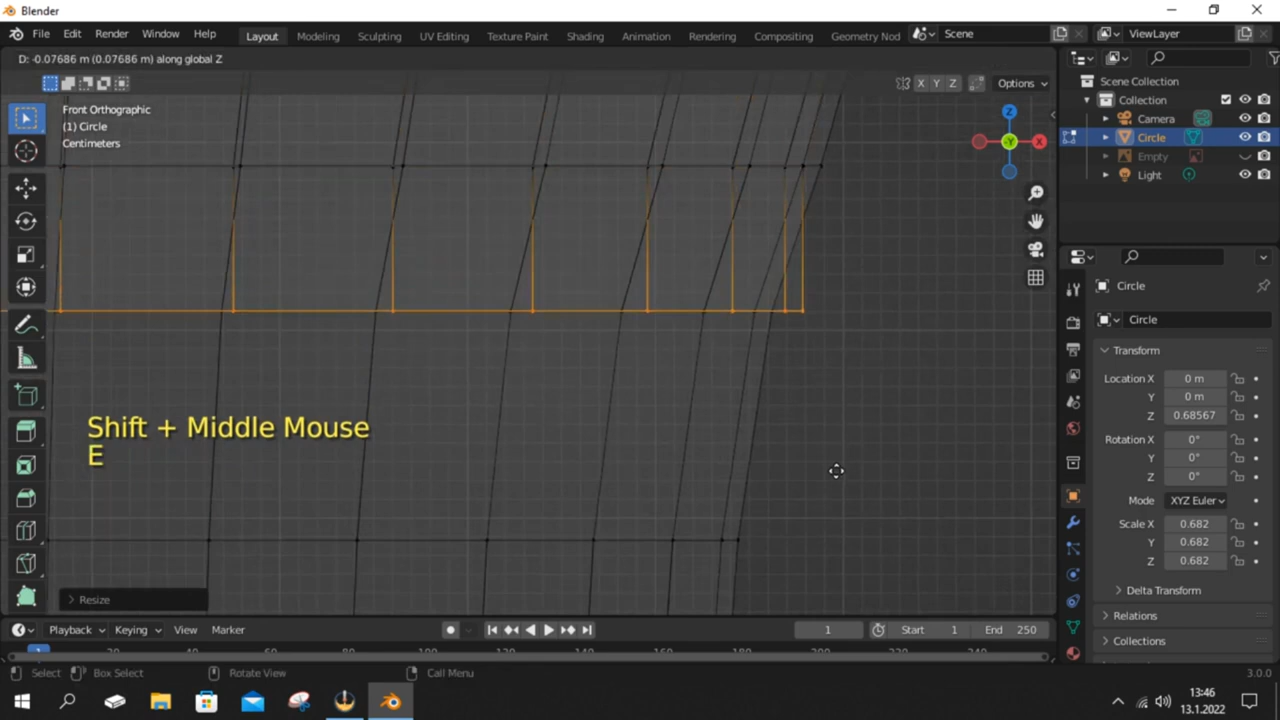 Blender
File Edit Render Window Help Layout Modeling Sculpting UV Editing Texture Paint Shading Animation Rendering Compositing Geometry Nod Scene ViewLayer
D: -0.07686 m (0.07686 m) along global Z
X Y Z Options
Scene Collection
Front Orthographic
(1) Circle
Centimeters
Z
-Y
X
Collection
Camera
Circle
Empty
Light
Circle
Circle
Transform
Location X 0 m
Y 0 m
Z 0.68567
Rotation X 0°
Y 0°
Z 0°
Mode XYZ Euler
Scale X 0.682
Y 0.682
Z 0.682
Delta Transform
Relations
Collections
Shift + Middle Mouse
E
Resize
Playback Keying View Marker 1 Start 1 End 250
1
Select Box Select Rotate View Call Menu 3.0.0
13:46
13.1.2022